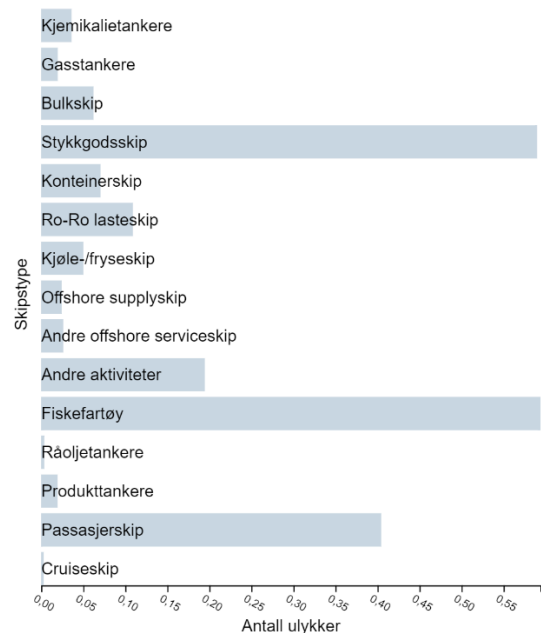 Kjemikalietankere
Gasstankere
Bulkskip
Stykkgodsskip
Konteinerskip
Ro-Ro lasteskip
Kjøle-/fryseskip
Offshore supplyskip
Andre offshore serviceskip
Andre aktiviteter
Fiskefartøy
Råoljetankere
Produkttankere
Passasjerskip
Cruiseskip
Skipstype
0,00 0,05 0,10 0,15 0,20 0,25 0,30 0,35 0,40 0,45 0,50 0,55
Antall ulykker